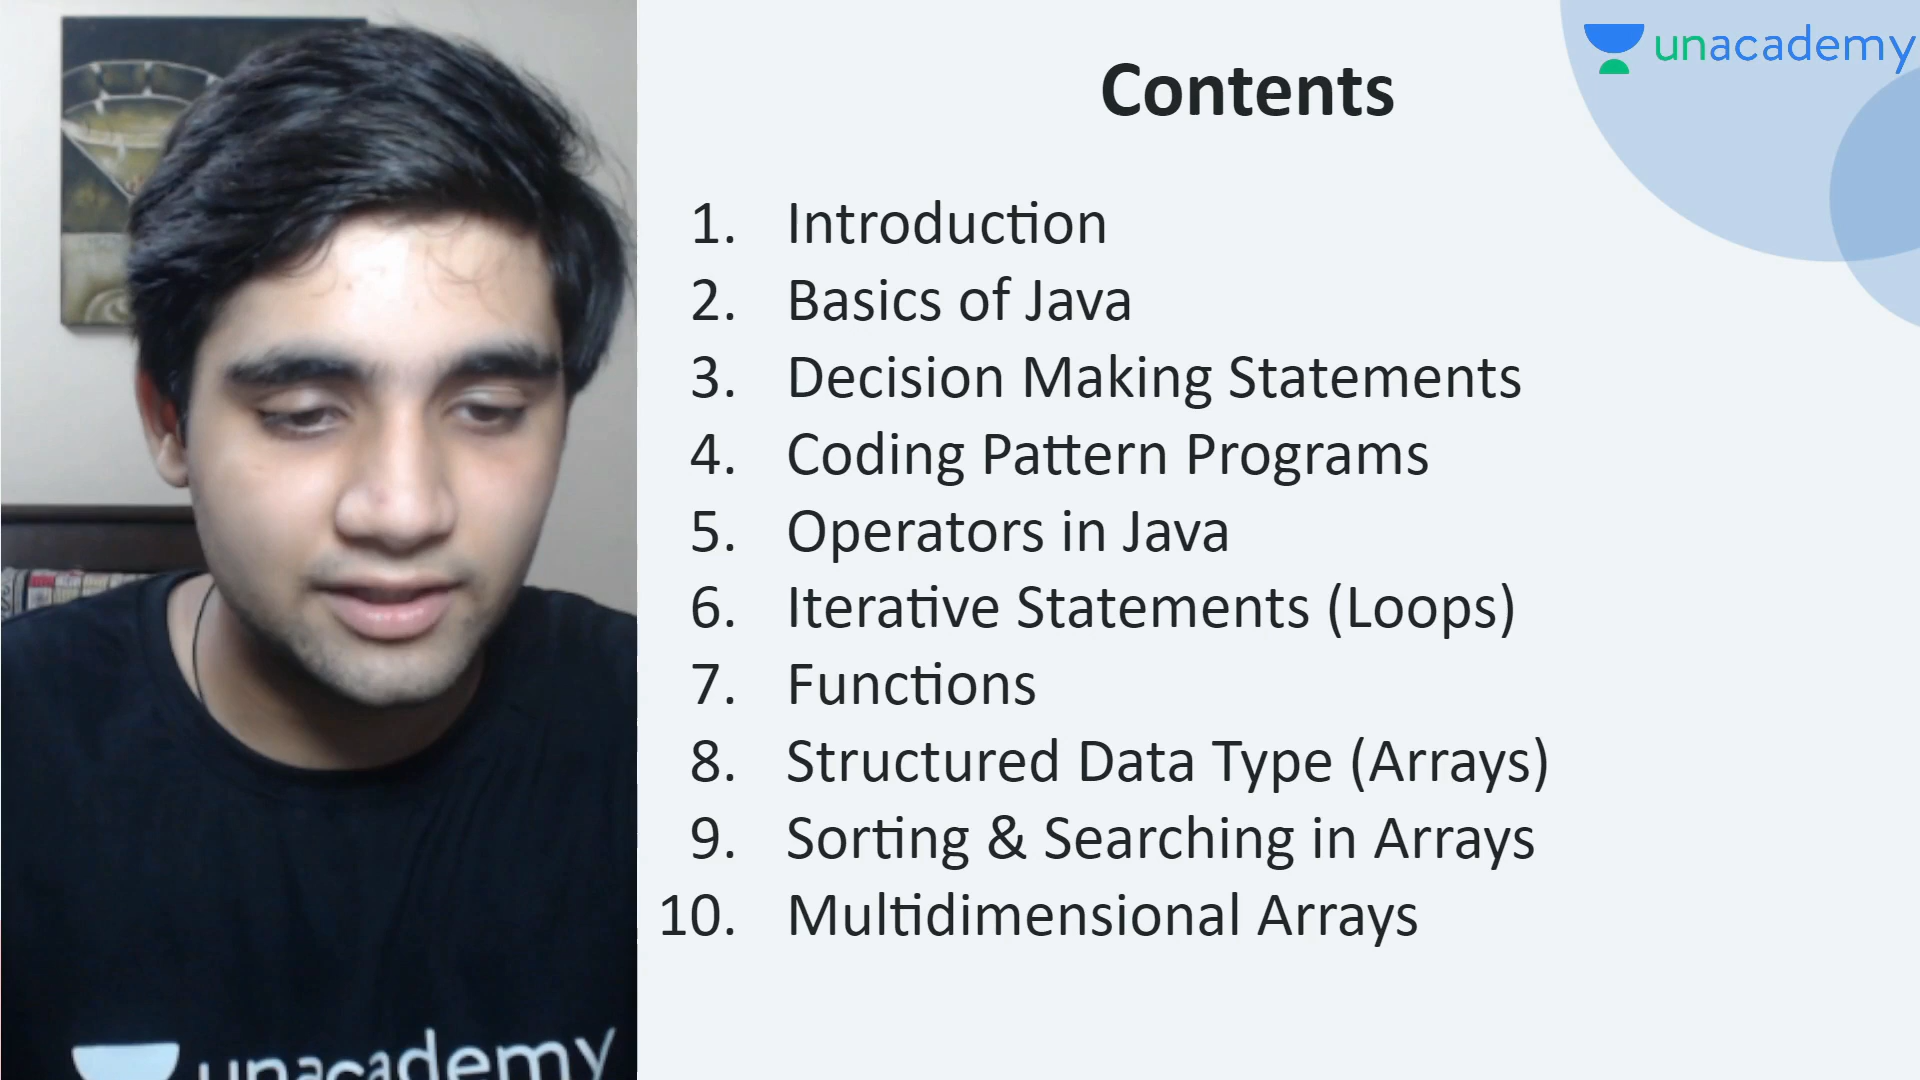 unacademy
Contents
1. Introduction
2. Basics of Java
3. Decision Making Statements
4. Coding Pattern Programs
5. Operators in Java
6. Iterative Statements (Loops)
7. Functions
8. Structured Data Type (Arrays)
9. Sorting & Searching in Arrays
10. Multidimensional Arrays
unacademy